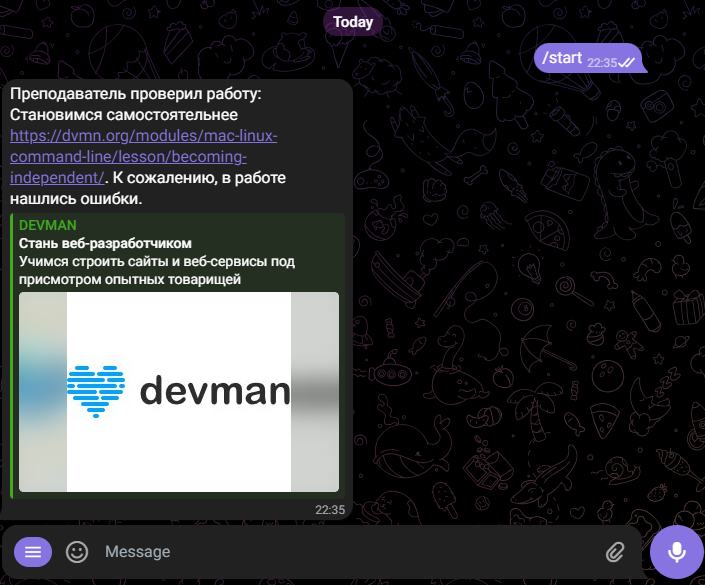 Today
/start 22:35
Преподаватель проверил работу:
Становимся самостоятельнее
https://dvmn.org/modules/mac-linux-
command-line/lesson/becoming-
independent/. К сожалению, в работе
нашлись ошибки.
DEVMAN
Стань веб-разработчиком
Учимся строить сайты и веб-сервисы под
присмотром опытных товарищей
devman
22:35
Message